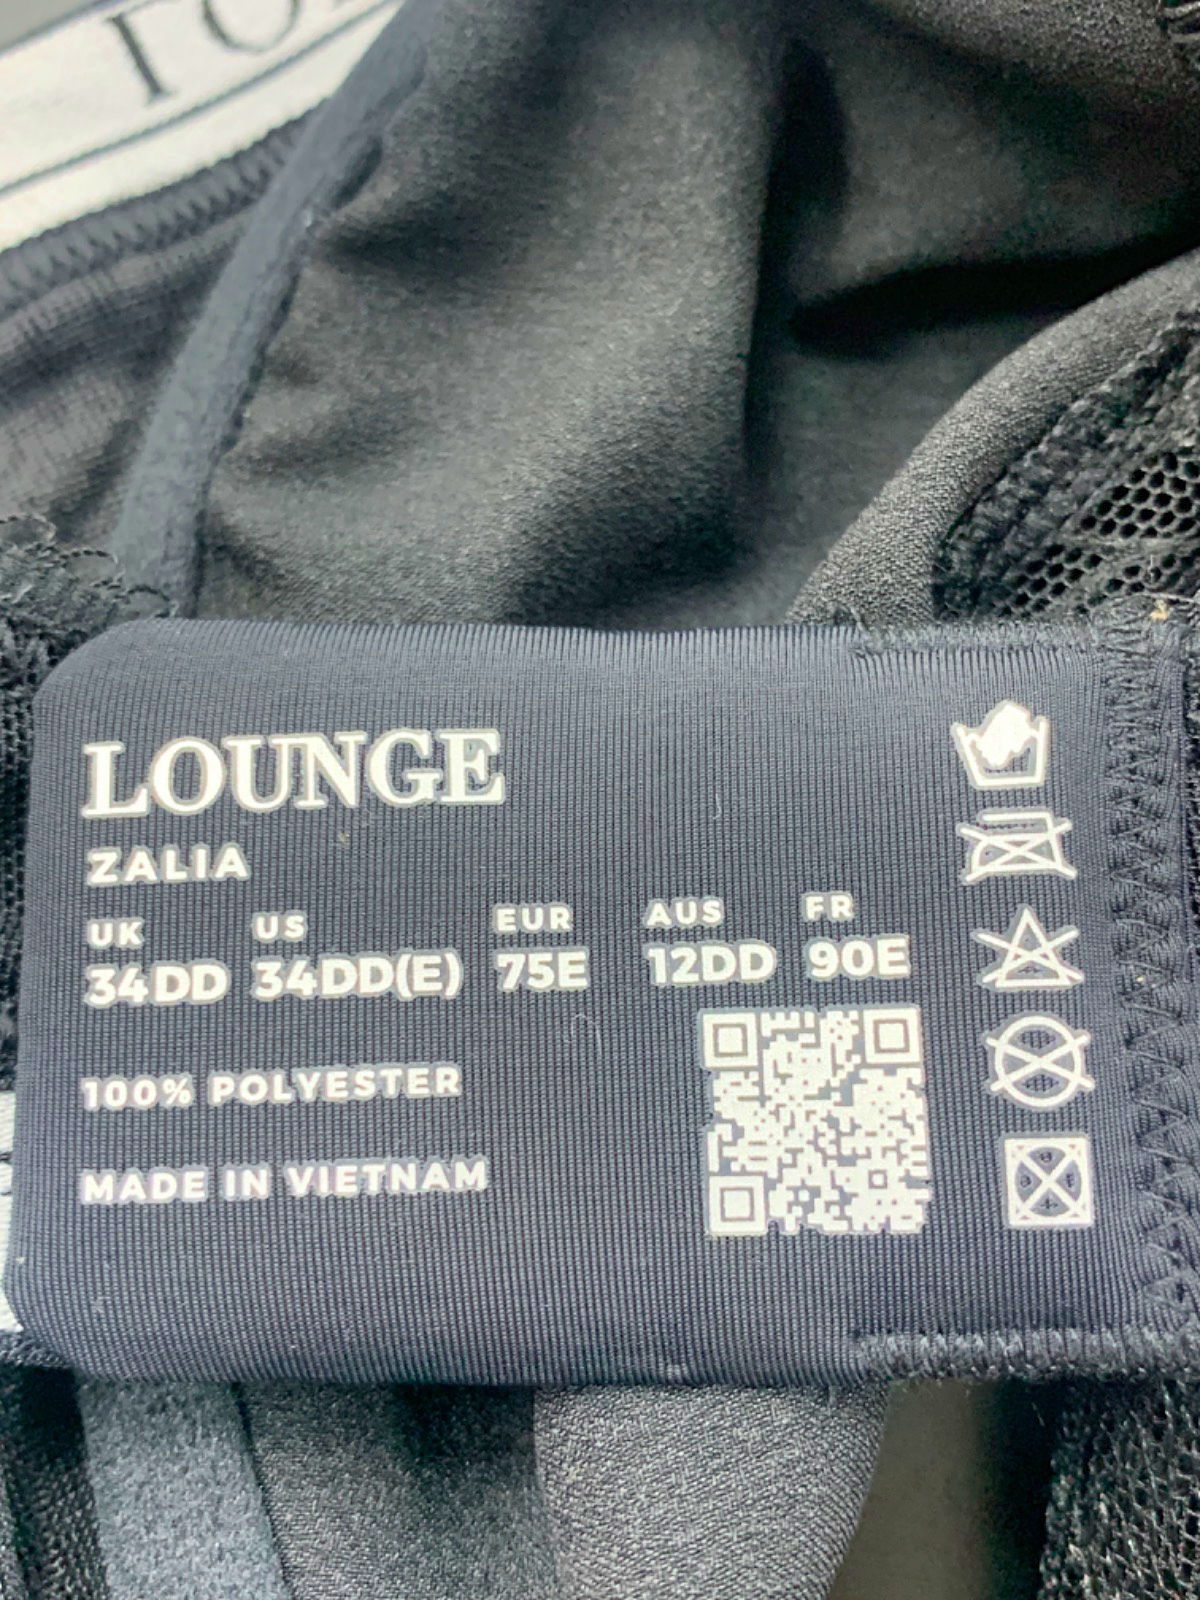 LOUNGE
ZALIA
UK US EUR AUS FR
34DD 34DD(E) 75E 12DD 90E
100% POLYESTER
MADE IN VIETNAM